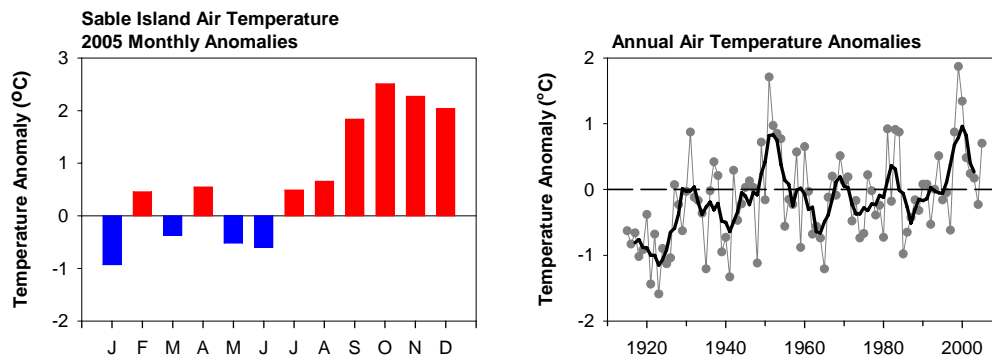 Sable Island Air Temperature
2005 Monthly Anomalies
Temperature Anomaly (°C)
3
2
1
0
-1
-2
J F M A M J J A S O N D
Annual Air Temperature Anomalies
Temperature Anomaly (°C)
2
1
0
-1
-2
1920 1940 1960 1980 2000